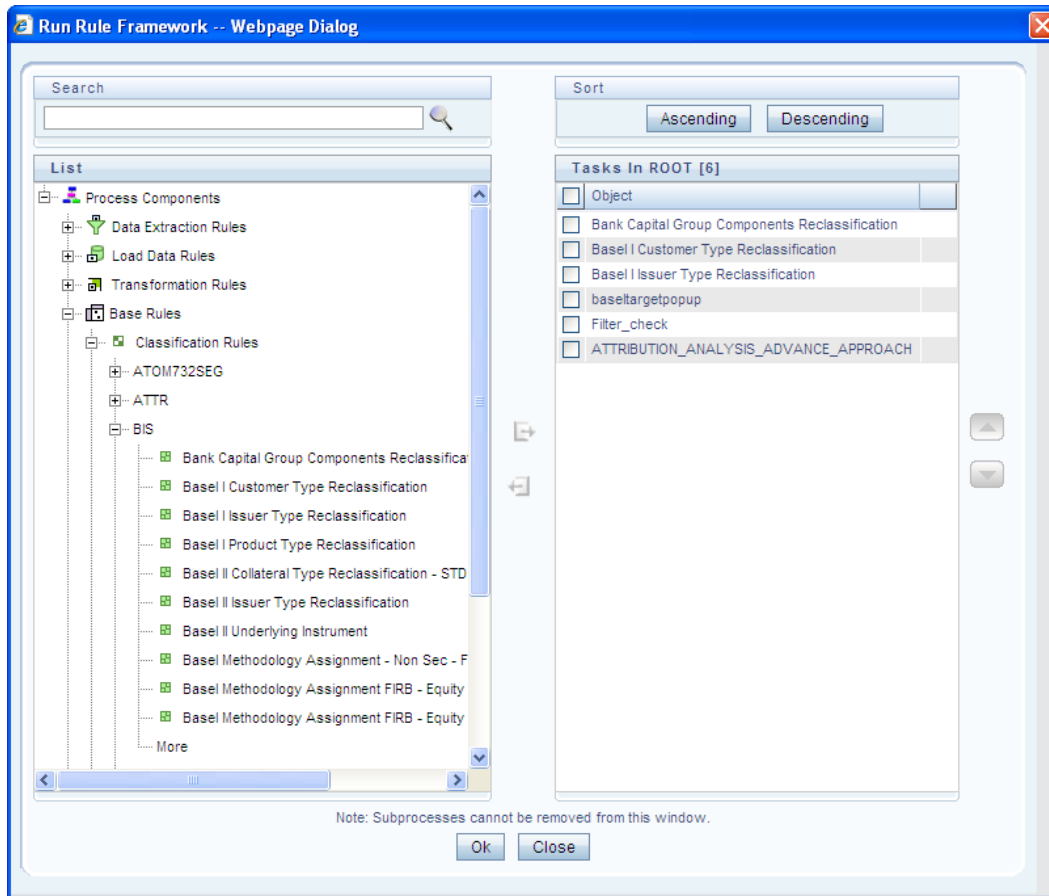 Run Rule Framework -- Webpage Dialog
Search
Sort
Ascending
Descending
List
Process Components
Data Extraction Rules
Load Data Rules
Transformation Rules
Base Rules
Classification Rules
ATOM732SEG
ATTR
BIS
Bank Capital Group Components Reclassifica
Basel I Customer Type Reclassification
Basel I Issuer Type Reclassification
Basel I Product Type Reclassification
Basel II Collateral Type Reclassification - STD
Basel II Issuer Type Reclassification
Basel II Underlying Instrument
Basel Methodology Assignment - Non Sec - F
Basel Methodology Assignment FIRB - Equity
Basel Methodology Assignment FIRB - Equity
More
Tasks In ROOT [6]
Object
Bank Capital Group Components Reclassification
Basel I Customer Type Reclassification
Basel I Issuer Type Reclassification
baseltargetpopup
Filter_check
ATTRIBUTION_ANALYSIS_ADVANCE_APPROACH
Note: Subprocesses cannot be removed from this window.
Ok
Close